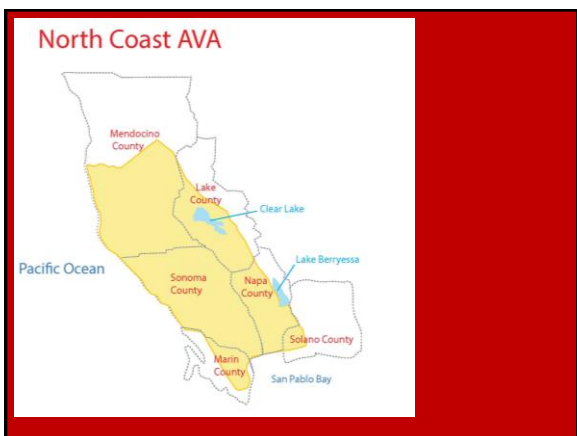 North Coast AVA
Mendocino
County
Lake
County
Clear Lake
Pacific Ocean
Sonoma
County
Napa
County
Lake Berryessa
Solano County
Marin
County
San Pablo Bay